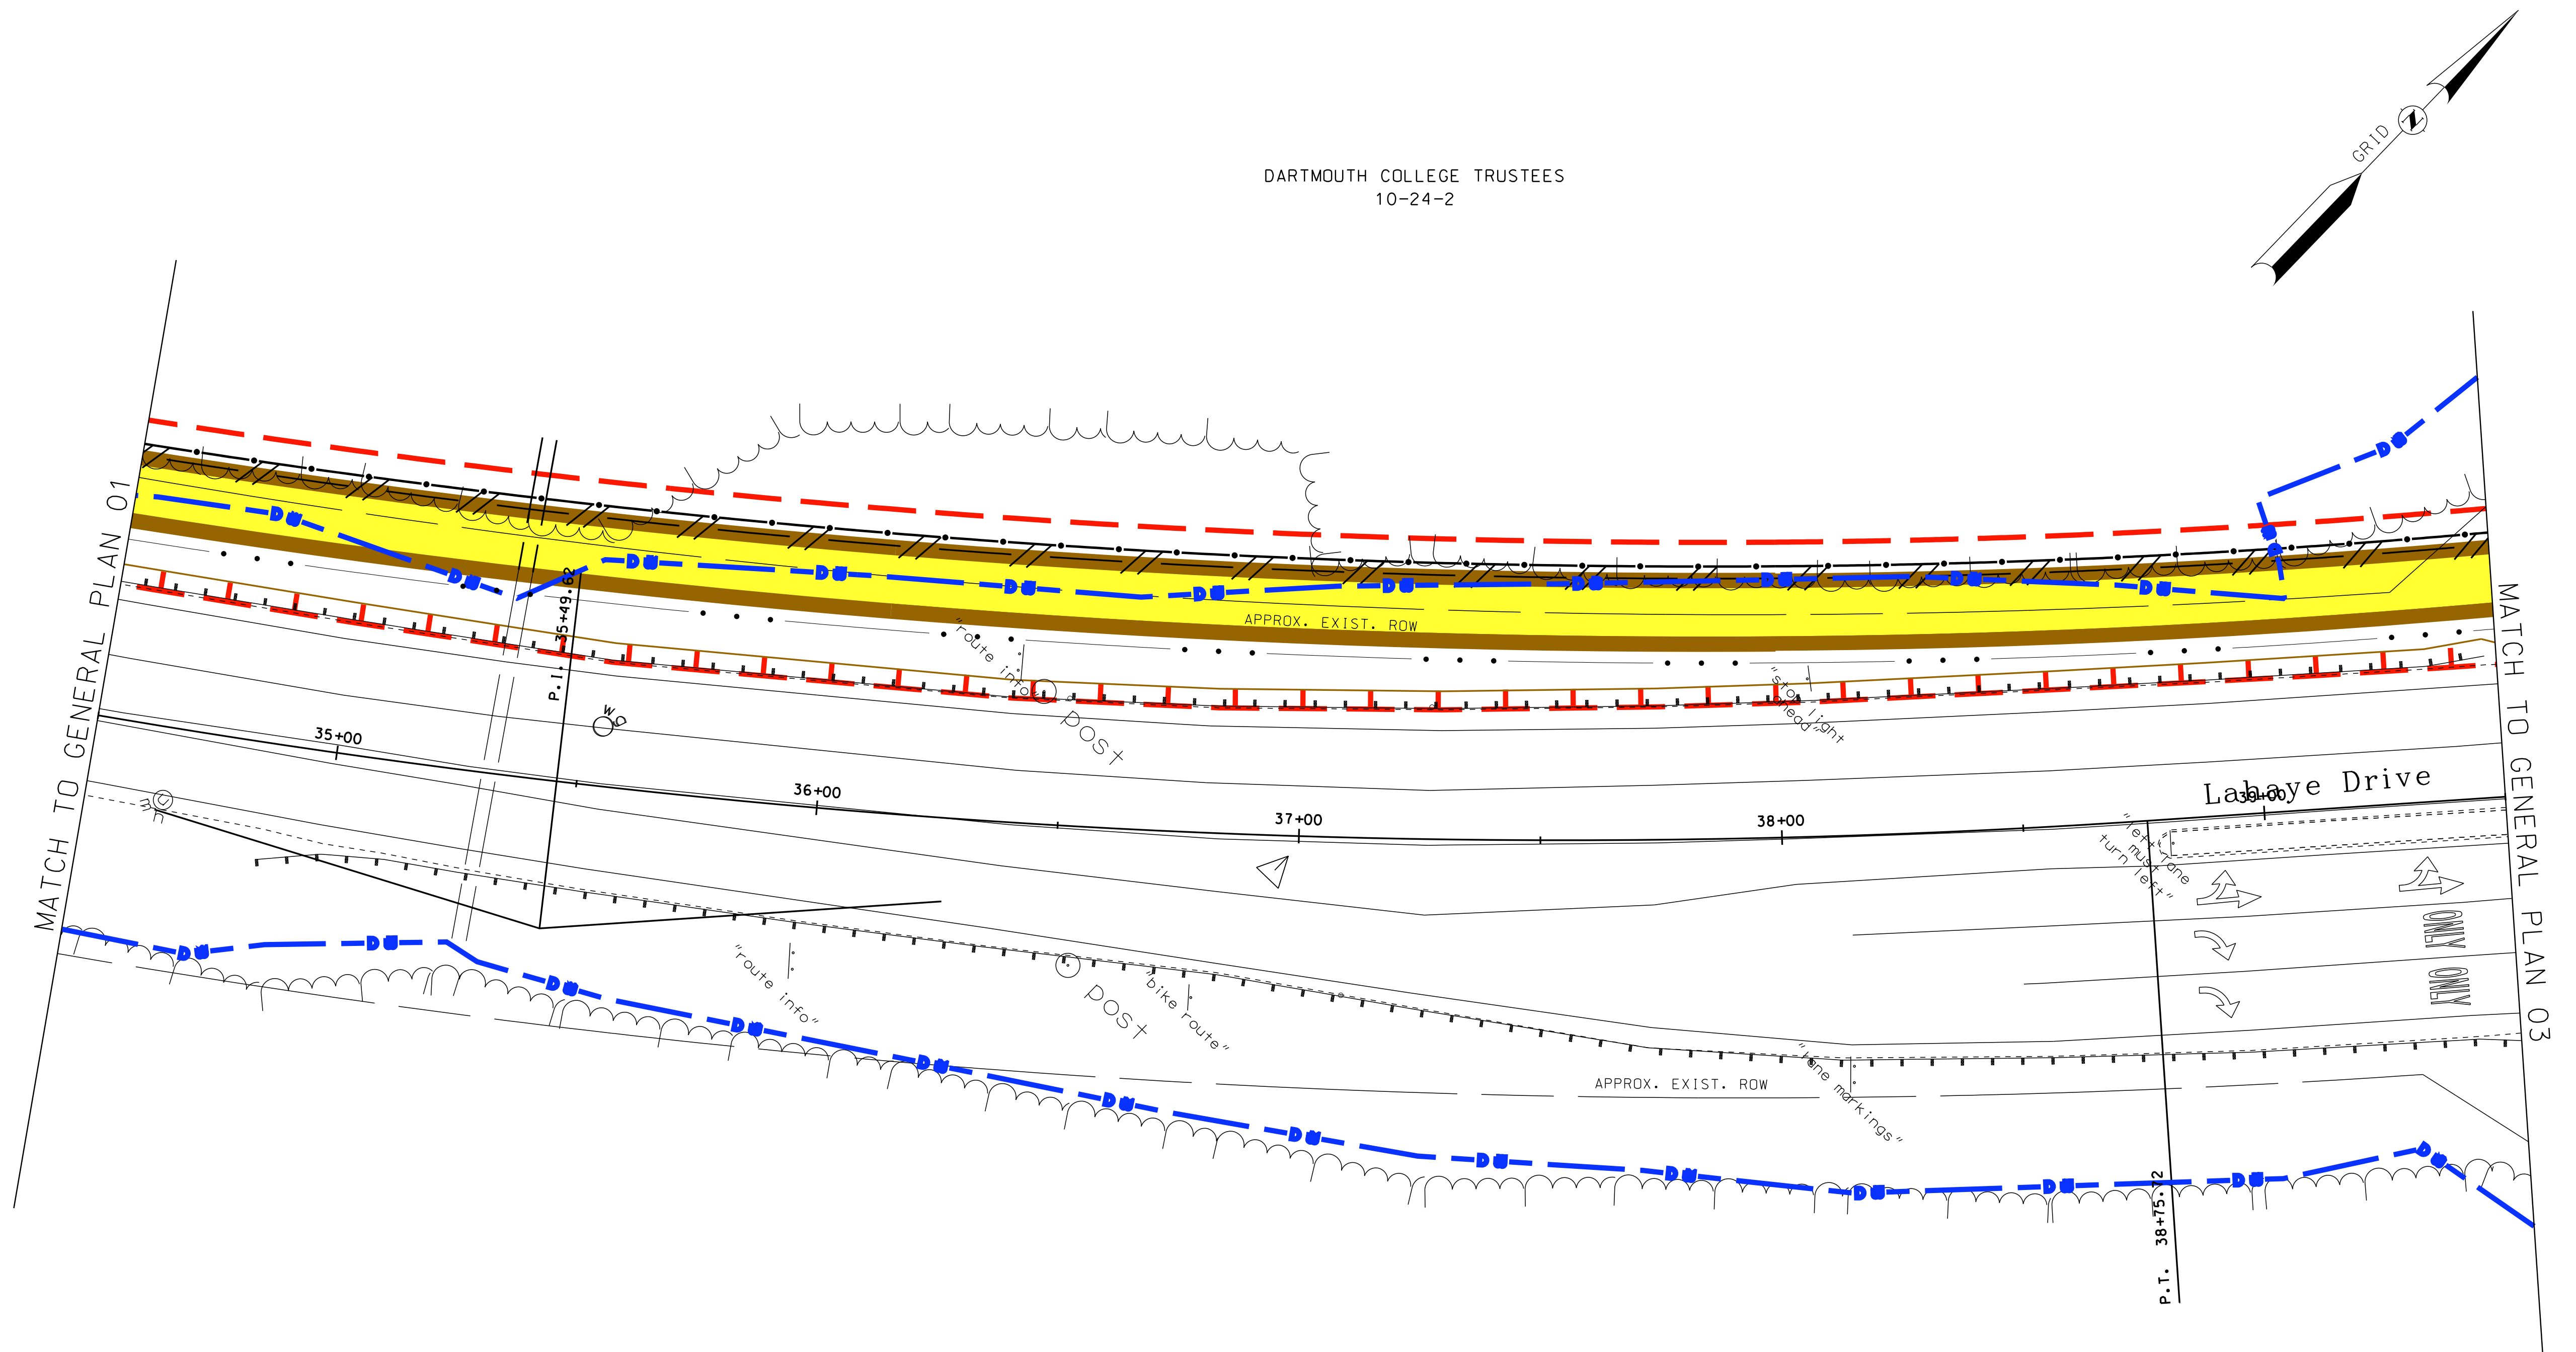 GRID
N
DARTMOUTH COLLEGE TRUSTEES
10-24-2
MATCH TO GENERAL PLAN 01
MATCH TO GENERAL PLAN 03
APPROX. EXIST. ROW
P.I. 35+49.62
"route info"
post
"stop light
ahead"
35+00
36+00
37+00
38+00
39+00
Lahaye Drive
"left lane
must
turn left"
ONLY
ONLY
"route info"
post
"bike route"
"lane markings"
APPROX. EXIST. ROW
P.T. 38+75.72